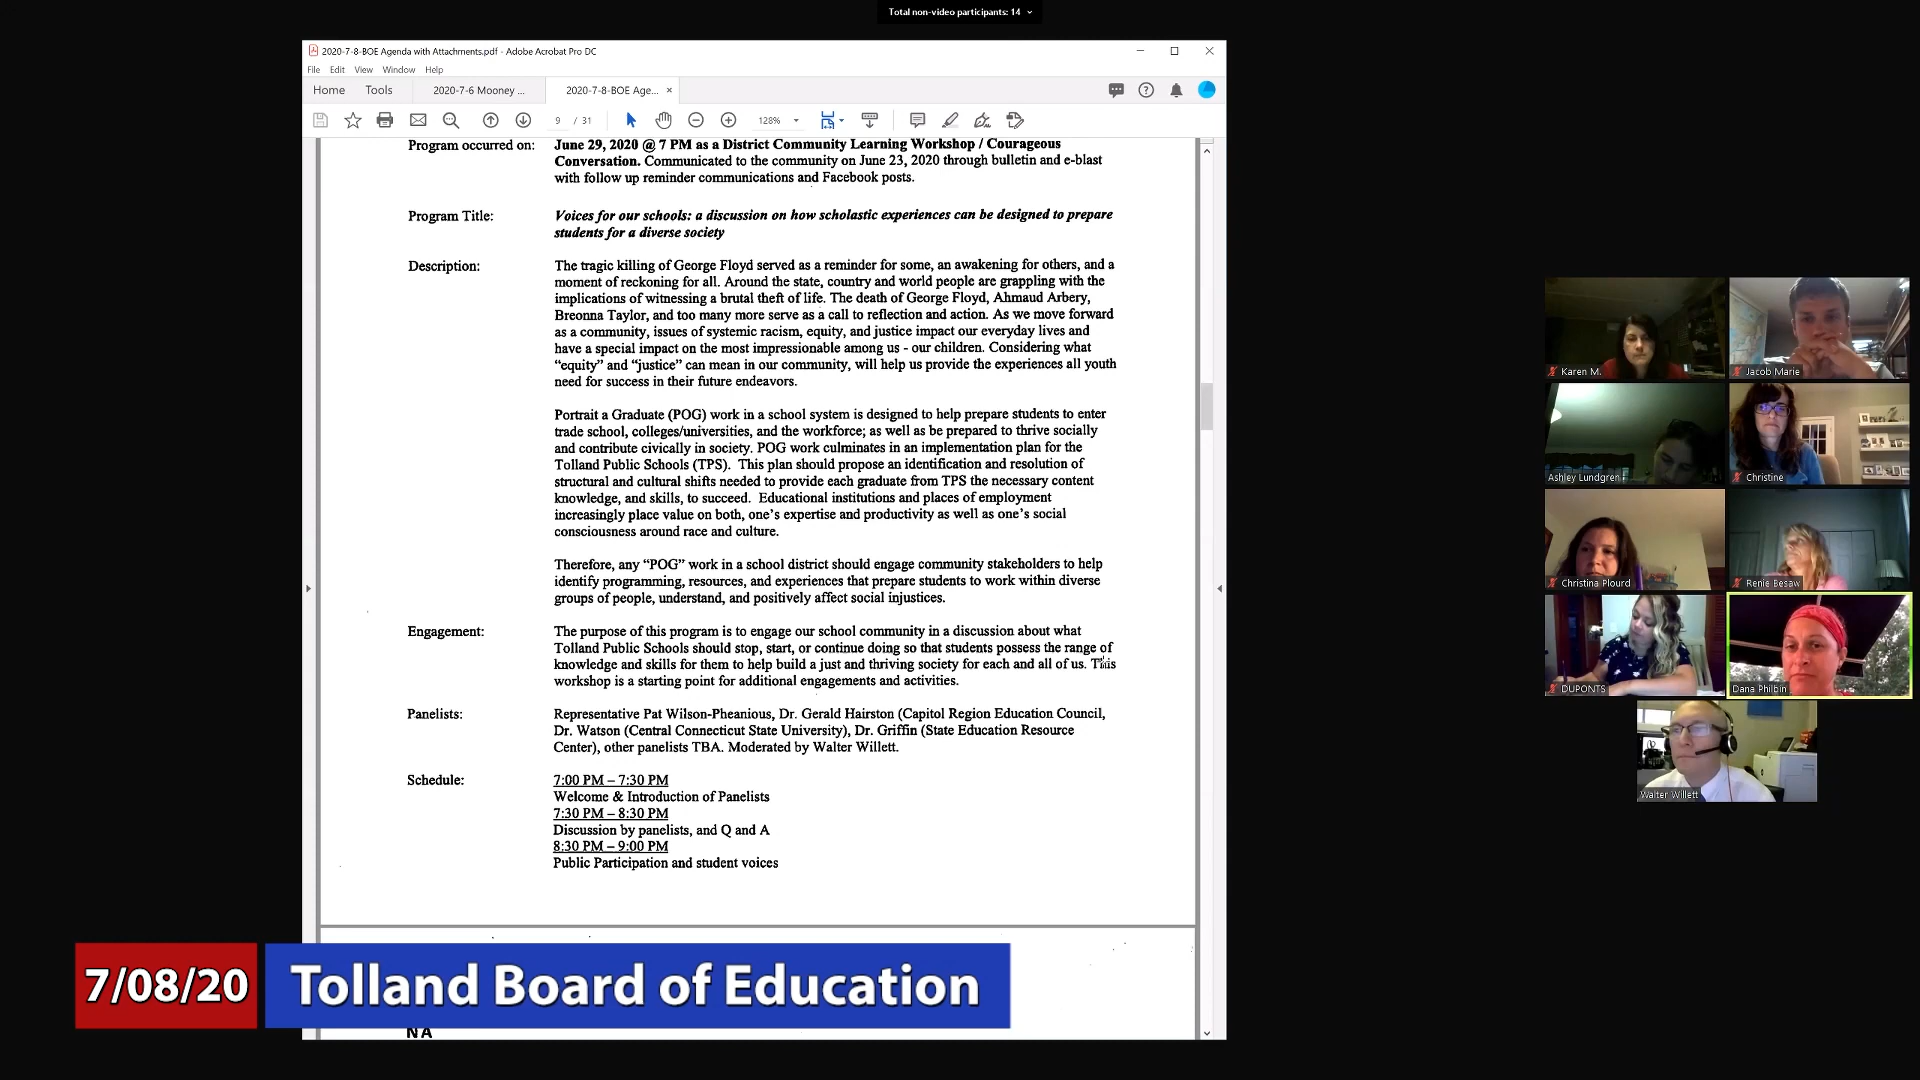 Total non-video participants: 14
2020-7-8-BOE Agenda with Attachments.pdf - Adobe Acrobat Pro DC
File Edit View Window Help
Home Tools 2020-7-6 Mooney ... 2020-7-8-BOE Age... ×
9 / 31 128%
Program occurred on: June 29, 2020 @ 7 PM as a District Community Learning Workshop / Courageous
Conversation. Communicated to the community on June 23, 2020 through bulletin and e-blast
with follow up reminder communications and Facebook posts.
Program Title: Voices for our schools: a discussion on how scholastic experiences can be designed to prepare
students for a diverse society
Description: The tragic killing of George Floyd served as a reminder for some, an awakening for others, and a
moment of reckoning for all. Around the state, country and world people are grappling with the
implications of witnessing a brutal theft of life. The death of George Floyd, Ahmaud Arbery,
Breonna Taylor, and too many more serve as a call to reflection and action. As we move forward
as a community, issues of systemic racism, equity, and justice impact our everyday lives and
have a special impact on the most impressionable among us - our children. Considering what
“equity” and “justice” can mean in our community, will help us provide the experiences all youth
need for success in their future endeavors.
Portrait a Graduate (POG) work in a school system is designed to help prepare students to enter
trade school, colleges/universities, and the workforce; as well as be prepared to thrive socially
and contribute civically in society. POG work culminates in an implementation plan for the
Tolland Public Schools (TPS). This plan should propose an identification and resolution of
structural and cultural shifts needed to provide each graduate from TPS the necessary content
knowledge, and skills, to succeed. Educational institutions and places of employment
increasingly place value on both, one’s expertise and productivity as well as one’s social
consciousness around race and culture.
Therefore, any “POG” work in a school district should engage community stakeholders to help
identify programming, resources, and experiences that prepare students to work within diverse
groups of people, understand, and positively affect social injustices.
Engagement: The purpose of this program is to engage our school community in a discussion about what
Tolland Public Schools should stop, start, or continue doing so that students possess the range of
knowledge and skills for them to help build a just and thriving society for each and all of us. This
workshop is a starting point for additional engagements and activities.
Panelists: Representative Pat Wilson-Pheanious, Dr. Gerald Hairston (Capitol Region Education Council,
Dr. Watson (Central Connecticut State University), Dr. Griffin (State Education Resource
Center), other panelists TBA. Moderated by Walter Willett.
Schedule: 7:00 PM – 7:30 PM
Welcome & Introduction of Panelists
7:30 PM – 8:30 PM
Discussion by panelists, and Q and A
8:30 PM – 9:00 PM
Public Participation and student voices
NA
7/08/20 Tolland Board of Education
Karen M. Jacob Marie
Ashley Lundgren Christine
Christina Plourd Renie Besaw
DUPONTS Dana Philbin
Walter Willett